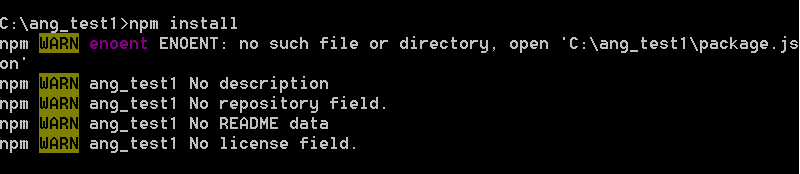 C:\ang_test1>npm install
npm WARN enoent ENOENT: no such file or directory, open 'C:\ang_test1\package.js
on'
npm WARN ang_test1 No description
npm WARN ang_test1 No repository field.
npm WARN ang_test1 No README data
npm WARN ang_test1 No license field.